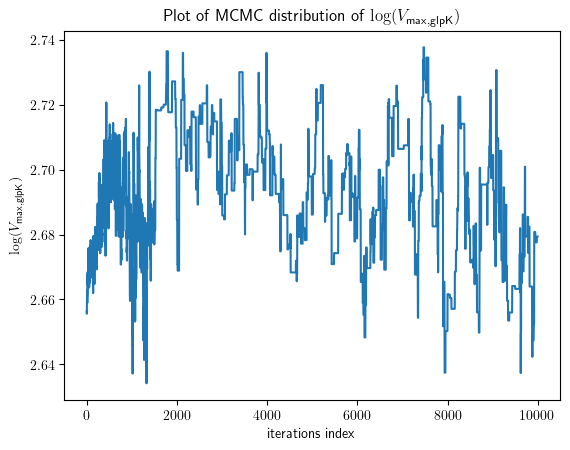 Plot of MCMC distribution of log(V_max,glpK)
2.74
2.72
2.70
2.68
2.66
2.64
log(V_max,glpK)
0 2000 4000 6000 8000 10000
iterations index